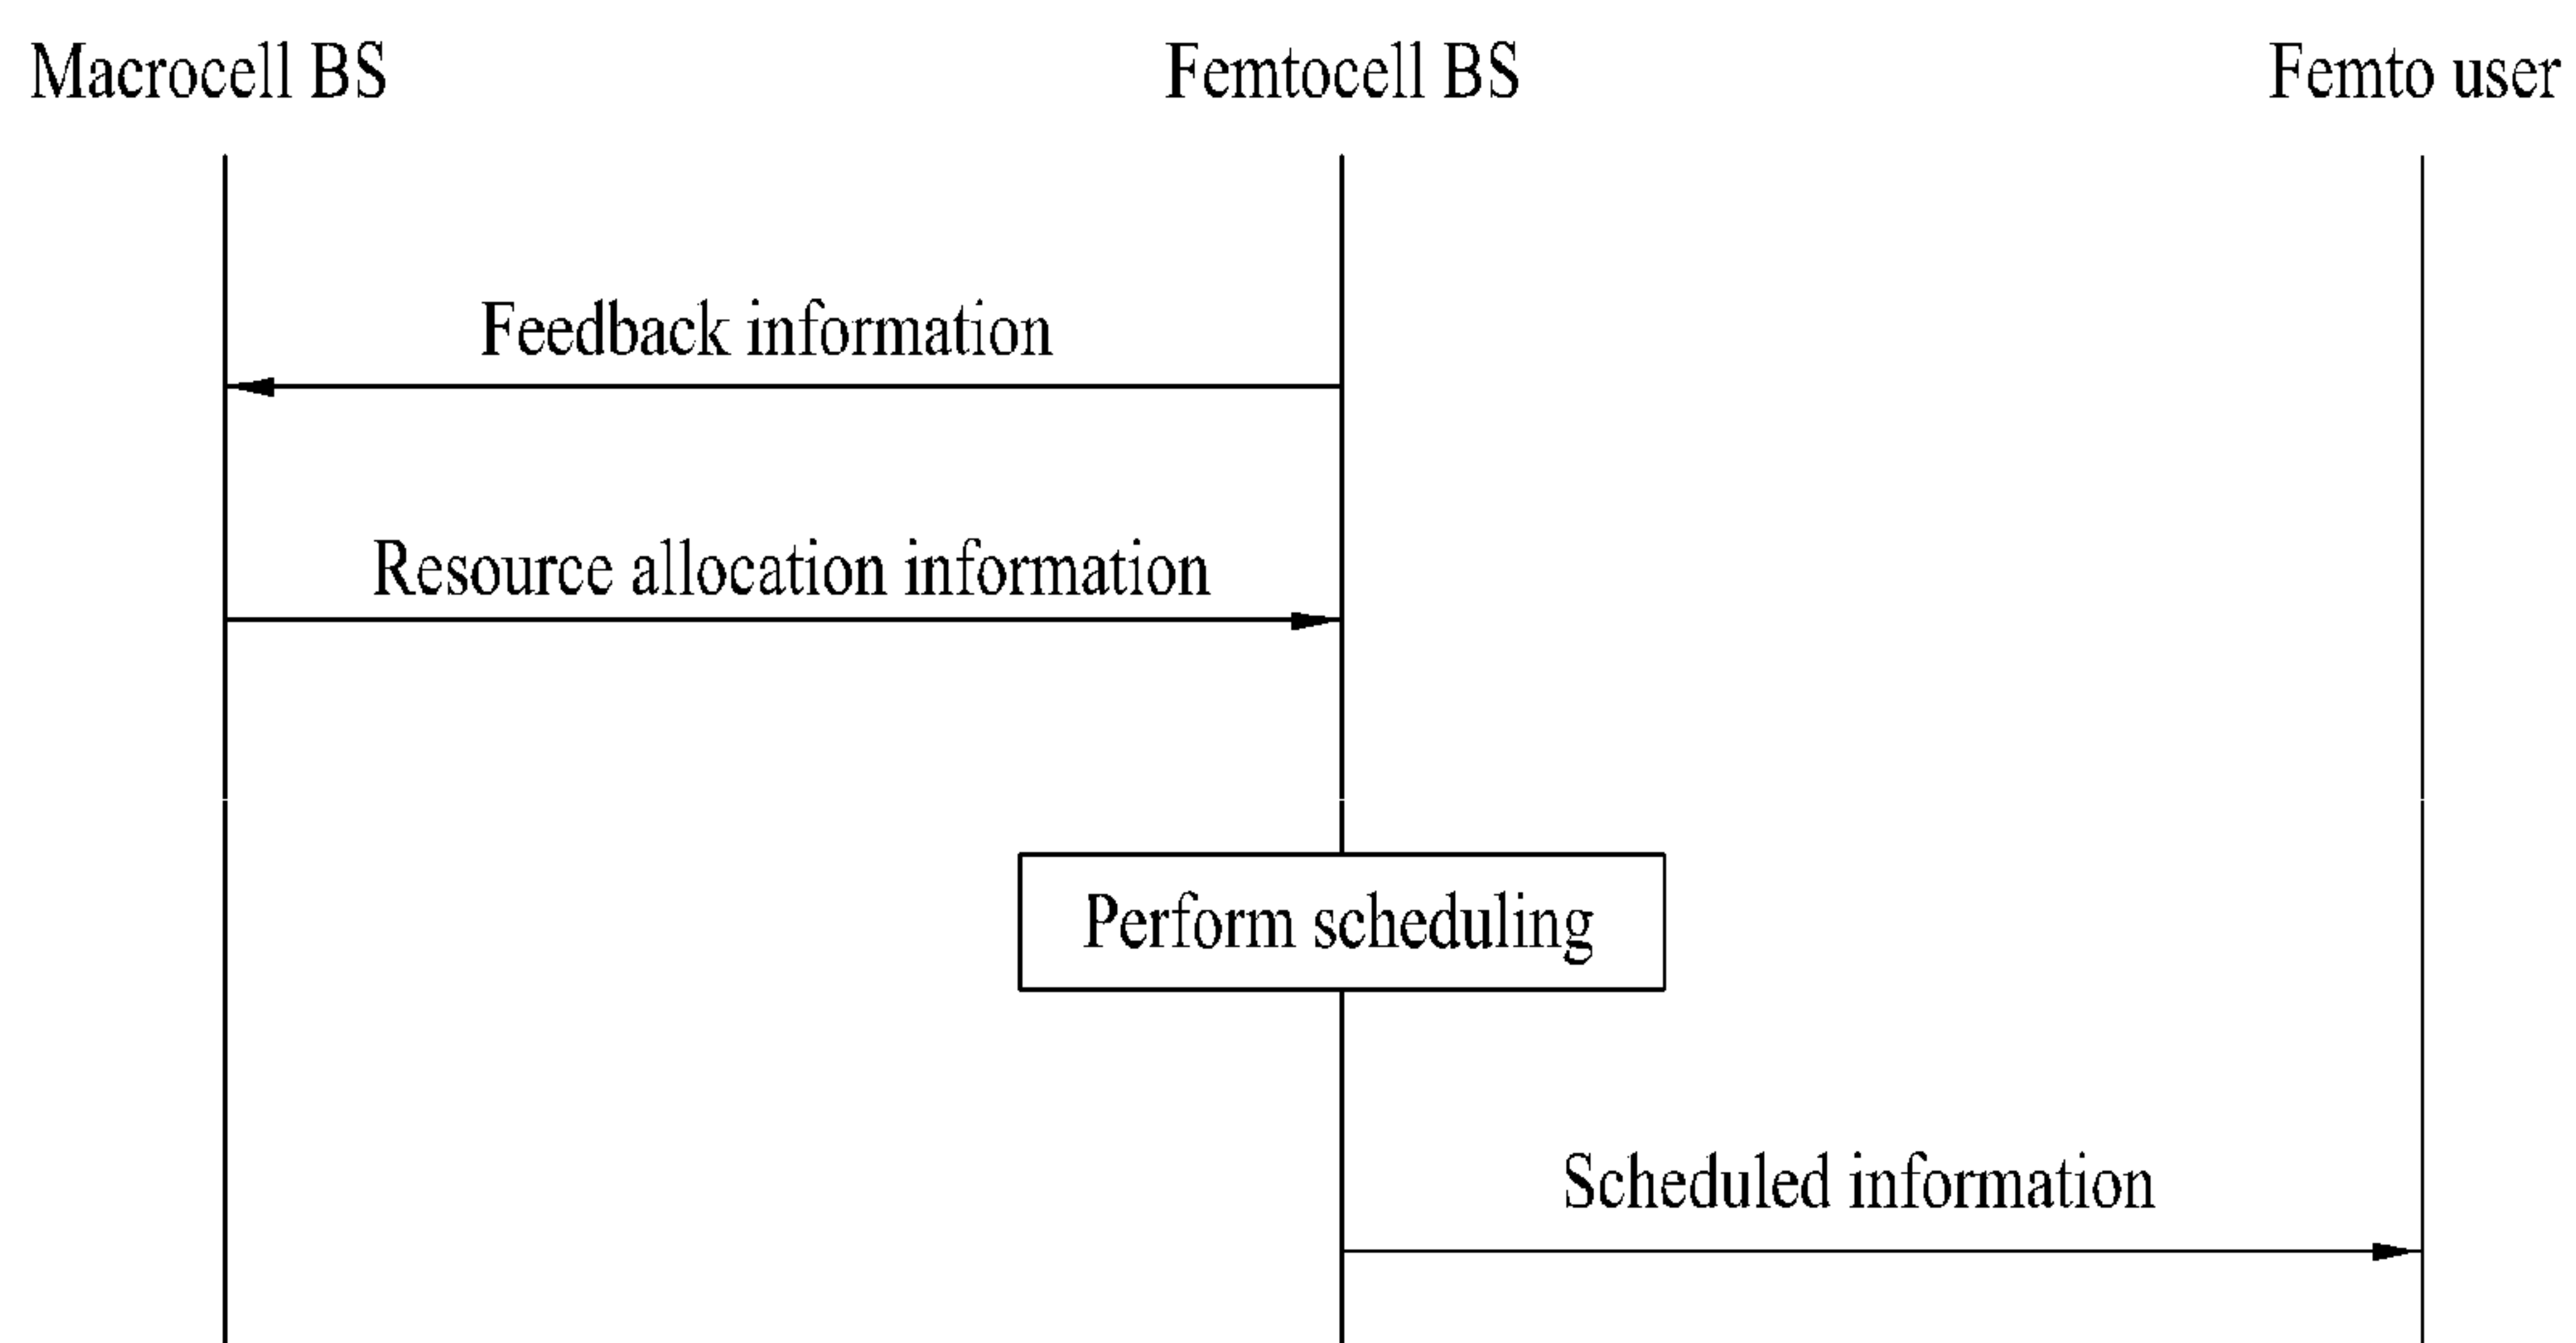 Macrocell BS
Femtocell BS
Femto user
Feedback information
Resource allocation information
Perform scheduling
Scheduled information